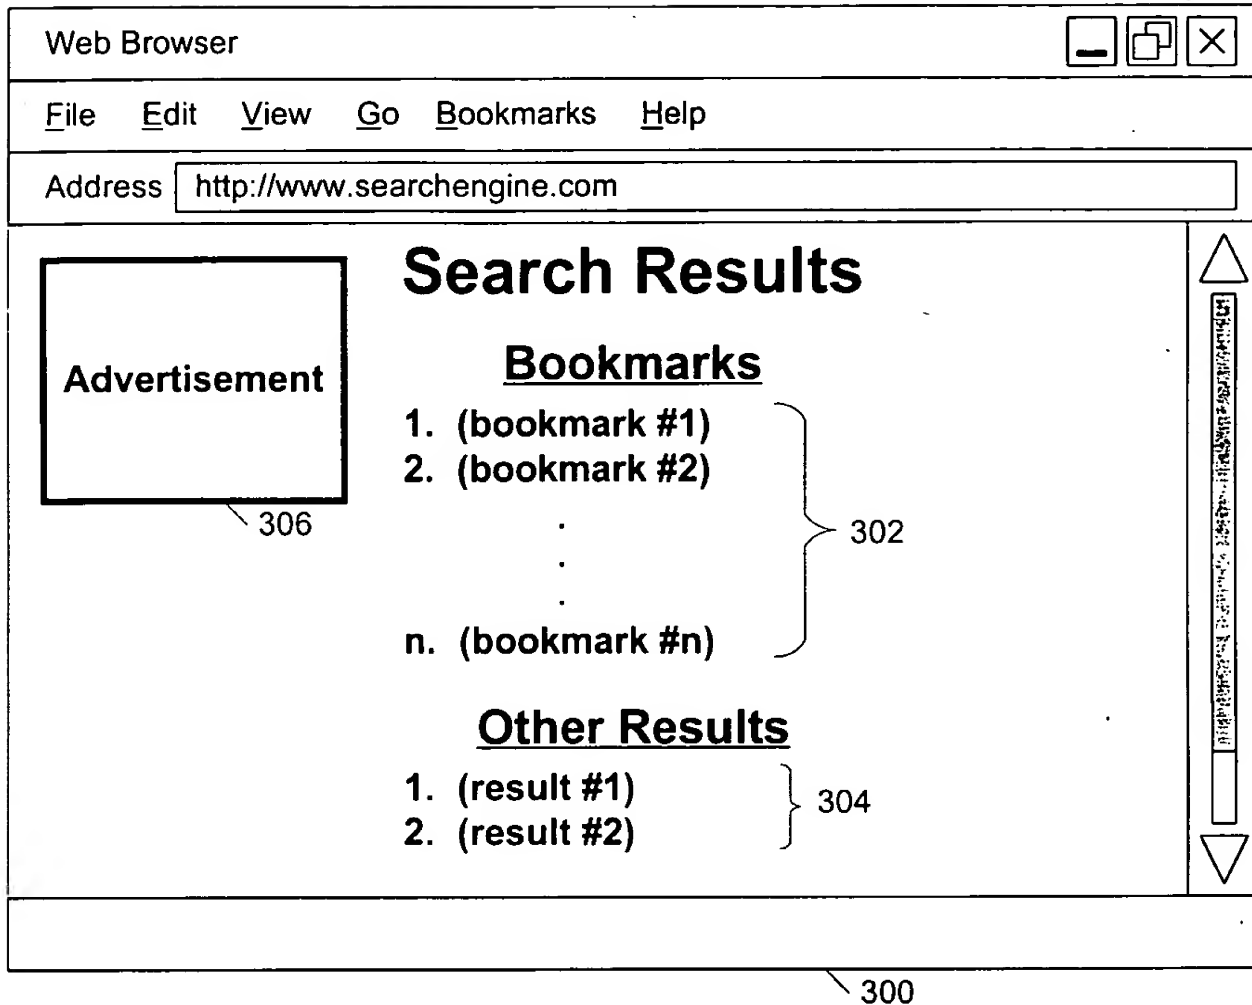 Web Browser
File Edit View Go Bookmarks Help
Address http://www.searchengine.com
Search Results
Advertisement
Bookmarks
1. (bookmark #1)
2. (bookmark #2)
.
.
.
n. (bookmark #n)
306
302
Other Results
1. (result #1)
2. (result #2)
304
300